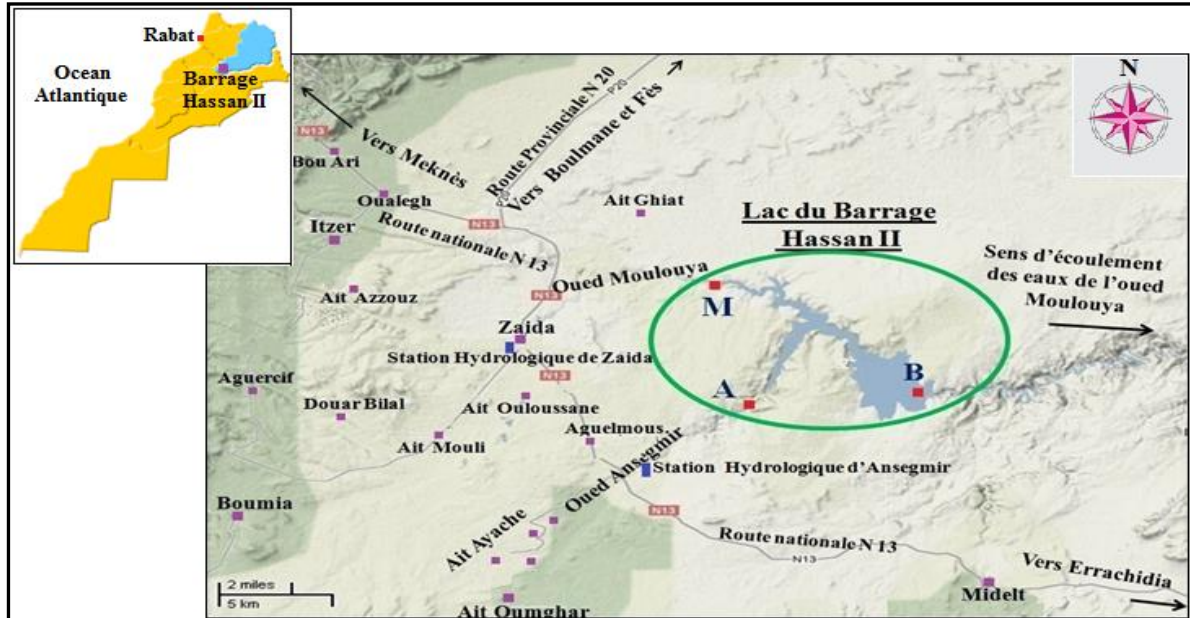 Rabat
Ocean
Atlantique
Barrage
Hassan II
N
N13
Bou Ari
Vers Meknès
Route Provinciale N 20
P20
Vers Boulmane et Fès
P20
Oualegh
N13
Itzer
Route nationale N 13
Ait Ghiat
Lac du Barrage
Hassan II
Sens d'écoulement
des eaux de l'oued
Moulouya
Oued Moulouya
M
Ait Azzouz
N13
Zaida
Station Hydrologique de Zaida
N13
Aguercif
Douar Bilal
Ait Ouloussane
A
B
Ait Mouli
Aguelmous
Oued Ansegmir
Station Hydrologique d'Ansegmir
Boumia
N13
Ait Ayache
Route nationale N 13
N13
Vers Errachidia
2 miles
5 km
Ait Oumghar
Midelt